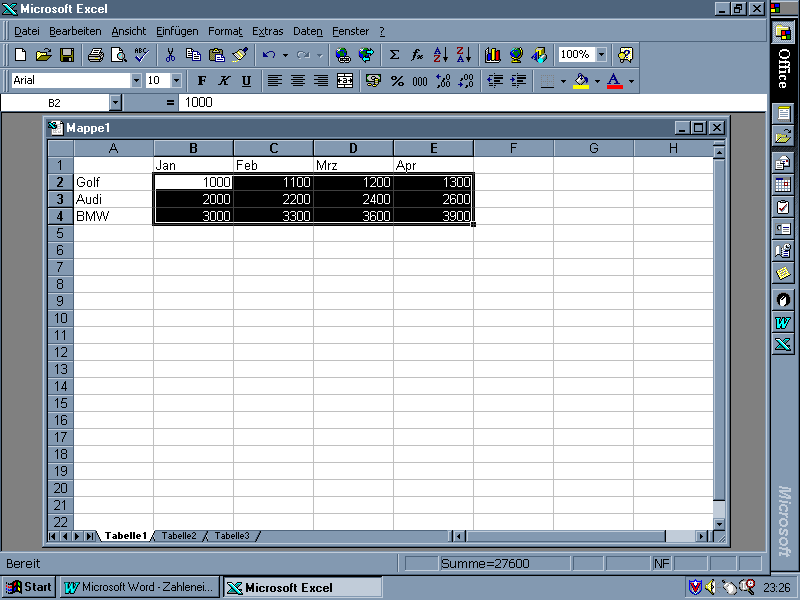 Microsoft Excel
Datei Bearbeiten Ansicht Einfügen Format Extras Daten Fenster ?
ABC Σ fx A Z Z A 100%
Arial 10 F K U % 000 A
B2 = 1000
Office
Mappe1
A B C D E F G H
1 Jan Feb Mrz Apr
2 Golf 1000 1100 1200 1300
3 Audi 2000 2200 2400 2600
4 BMW 3000 3300 3600 3900
5
6
7
8
9
10
11
12
13
14
15
16
17
18
19
20
21
22
Tabelle1 Tabelle2 Tabelle3
Microsoft
Bereit Summe=27600 NF
Start Microsoft Word - Zahlenei... Microsoft Excel 23:26